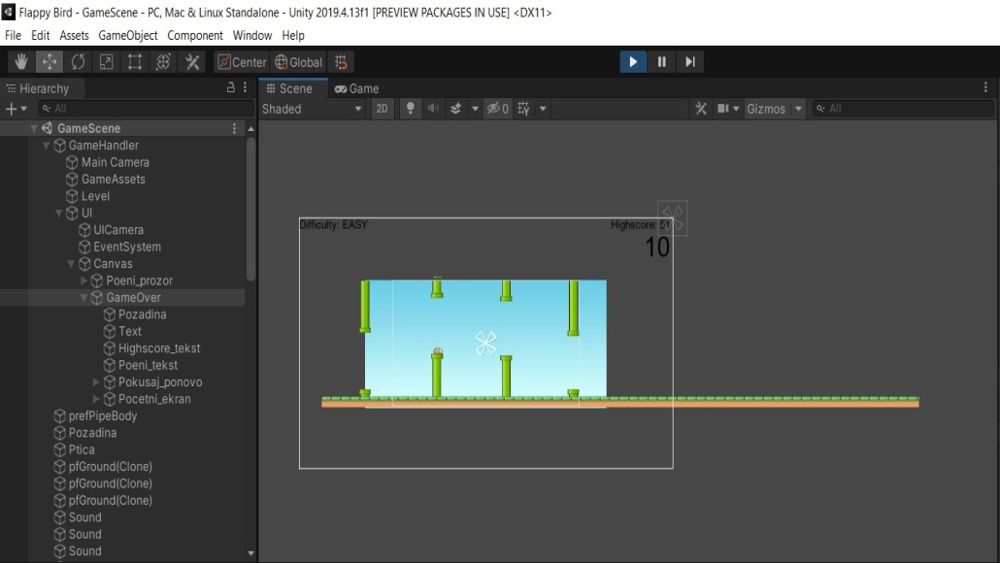 Flappy Bird - GameScene - PC, Mac & Linux Standalone - Unity 2019.4.13f1 [PREVIEW PACKAGES IN USE] <DX11>
File Edit Assets GameObject Component Window Help
Center Global
Hierarchy
Scene Game
All
Shaded 2D 0 Gizmos All
GameScene
GameHandler
Main Camera
GameAssets
Level
UI
UICamera
EventSystem
Canvas
Poeni_prozor
GameOver
Pozadina
Text
Highscore_tekst
Poeni_tekst
Pokusaj_ponovo
Pocetni_ekran
prefPipeBody
Pozadina
Ptica
pfGround(Clone)
pfGround(Clone)
pfGround(Clone)
Sound
Sound
Sound
Difficulty: EASY
Highscore:
10